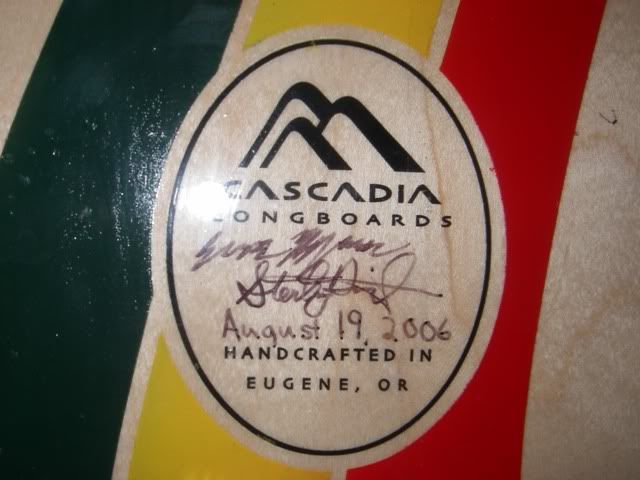 CASCADIA
LONGBOARDS
August 19, 2006
HANDCRAFTED IN
EUGENE, OR